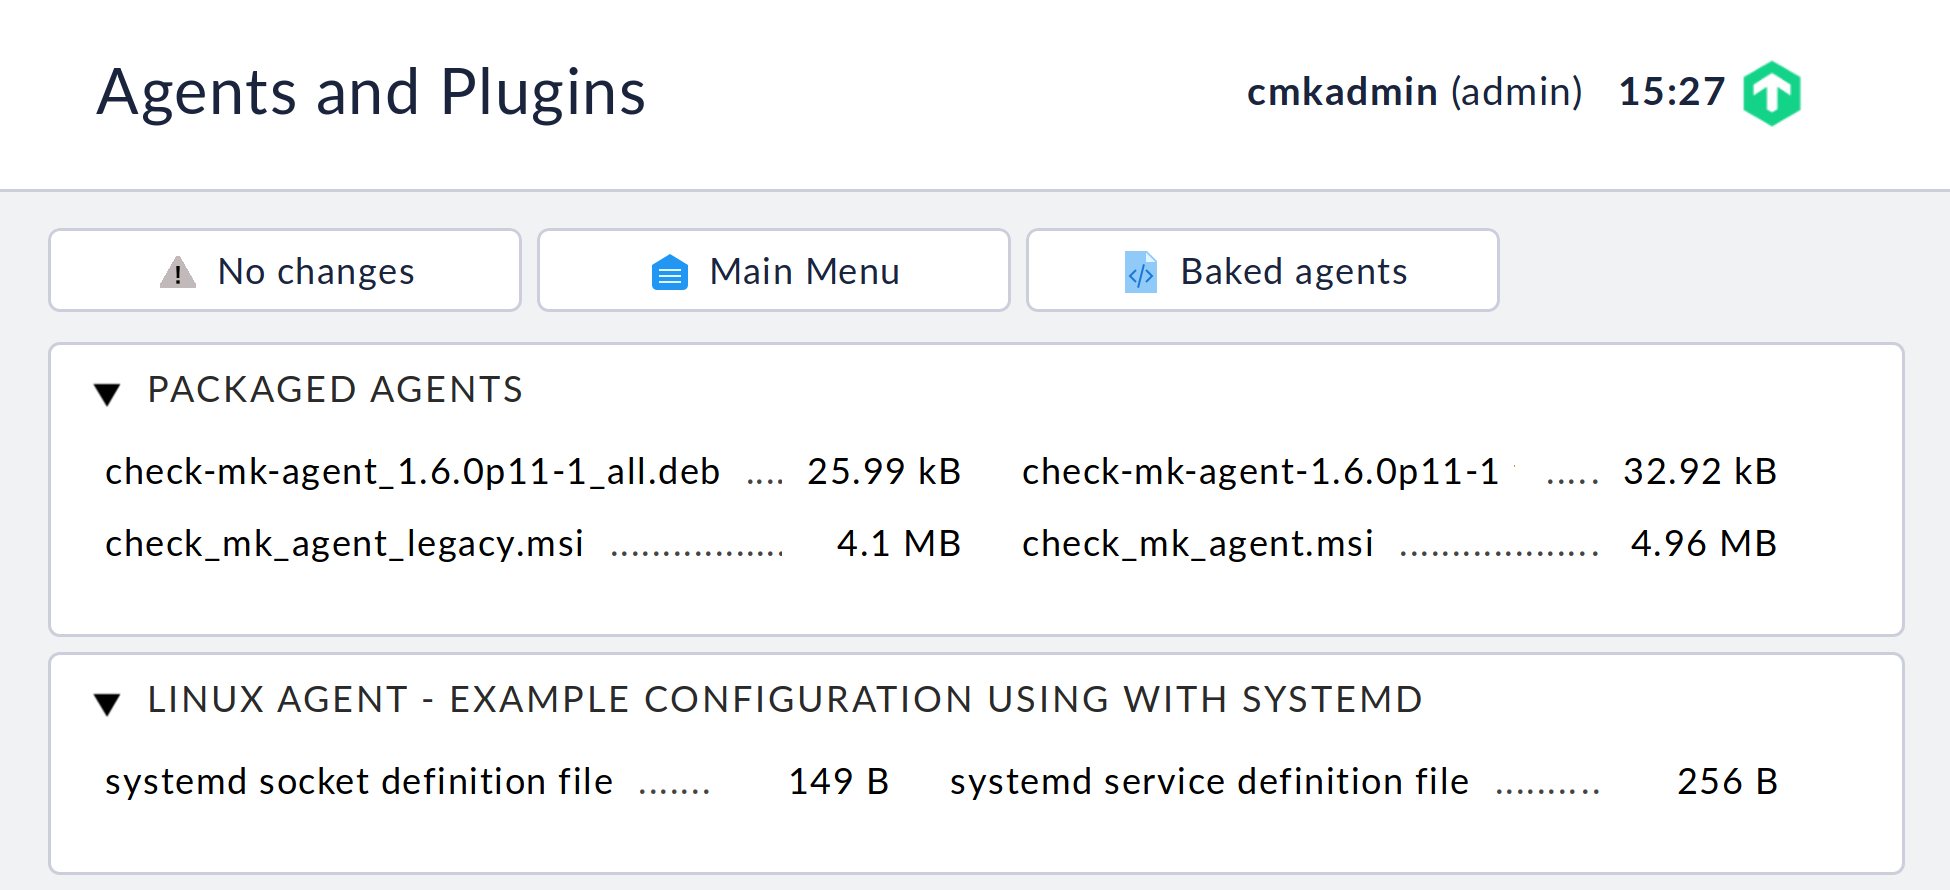 Agents and Plugins
cmkadmin (admin) 15:27
No changes
Main Menu
Baked agents
PACKAGED AGENTS
check-mk-agent_1.6.0p11-1_all.deb .... 25.99 kB
check-mk-agent-1.6.0p11-1 ..... 32.92 kB
check_mk_agent_legacy.msi ................. 4.1 MB
check_mk_agent.msi ................... 4.96 MB
LINUX AGENT - EXAMPLE CONFIGURATION USING WITH SYSTEMD
systemd socket definition file ....... 149 B
systemd service definition file .......... 256 B